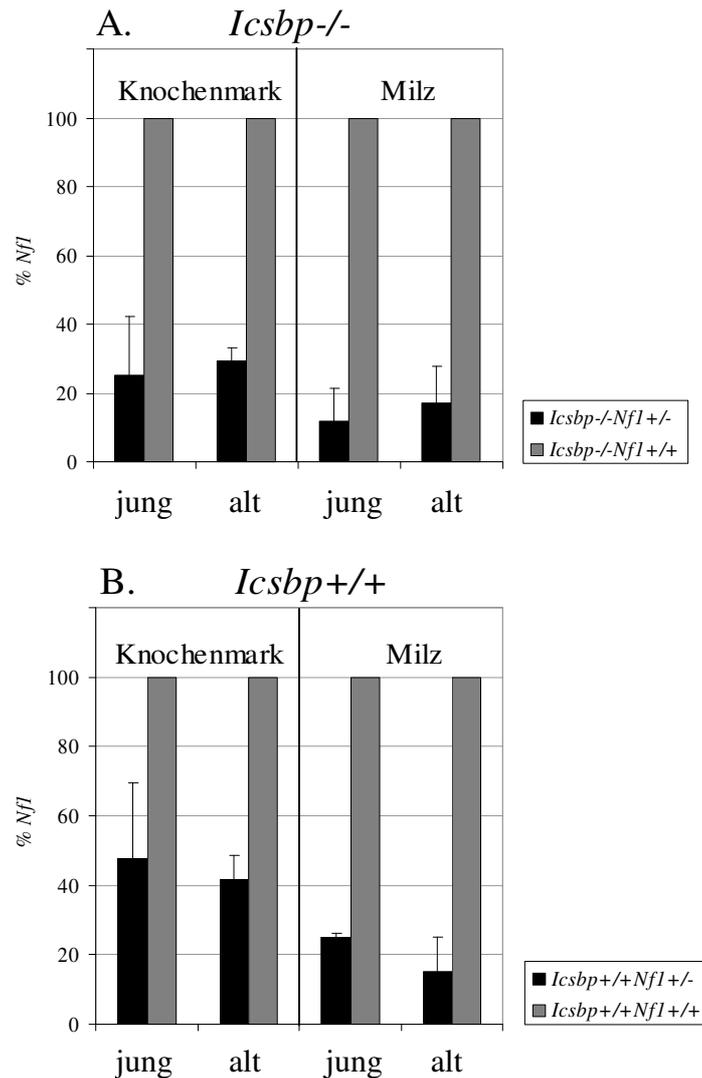 A. Icsbp-/-
Knochenmark Milz
100
80
60
40
20
0
% Nf1
jung alt jung alt
Icsbp-/-Nf1+/-
Icsbp-/-Nf1+/+
B. Icsbp+/+
Knochenmark Milz
100
80
60
40
20
0
% Nf1
jung alt jung alt
Icsbp+/+Nf1+/-
Icsbp+/+Nf1+/+